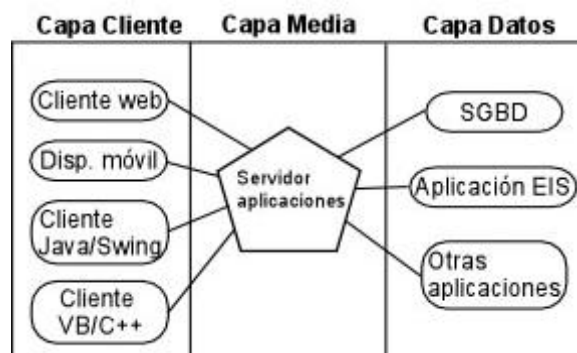 Capa Cliente
Capa Media
Capa Datos
Cliente web
Disp. móvil
Cliente
Java/Swing
Cliente
VB/C++
Servidor
aplicaciones
SGBD
Aplicación EIS
Otras
aplicaciones